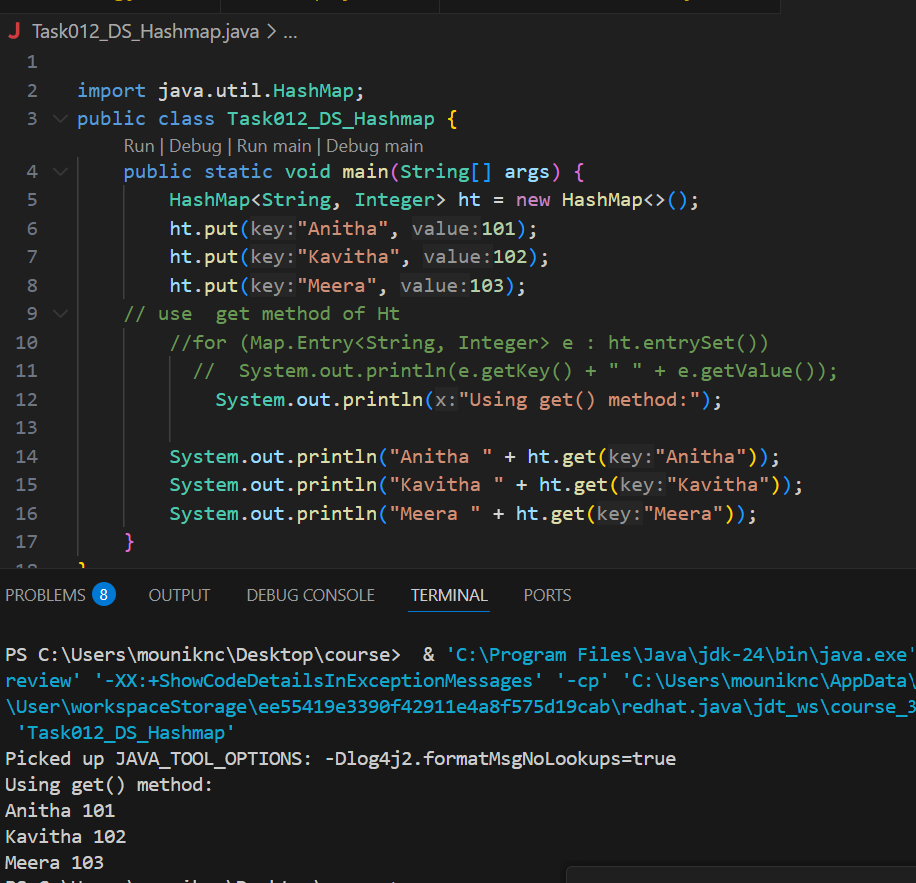 Task012_DS_Hashmap.java > ...
1
2 import java.util.HashMap;
3 public class Task012_DS_Hashmap {
Run | Debug | Run main | Debug main
4 public static void main(String[] args) {
5 HashMap<String, Integer> ht = new HashMap<>();
6 ht.put(key:"Anitha", value:101);
7 ht.put(key:"Kavitha", value:102);
8 ht.put(key:"Meera", value:103);
9 // use  get method of Ht
10 //for (Map.Entry<String, Integer> e : ht.entrySet())
11 //  System.out.println(e.getKey() + " " + e.getValue());
12 System.out.println(x:"Using get() method:");
13
14 System.out.println("Anitha " + ht.get(key:"Anitha"));
15 System.out.println("Kavitha " + ht.get(key:"Kavitha"));
16 System.out.println("Meera " + ht.get(key:"Meera"));
17 }
PROBLEMS 8 OUTPUT DEBUG CONSOLE TERMINAL PORTS
PS C:\Users\mouniknc\Desktop\course>  & 'C:\Program Files\Java\jdk-24\bin\java.exe'
review' '-XX:+ShowCodeDetailsInExceptionMessages' '-cp' 'C:\Users\mouniknc\AppData\
\User\workspaceStorage\ee55419e3390f42911e4a8f575d19cab\redhat.java\jdt_ws\course_3
'Task012_DS_Hashmap'
Picked up JAVA_TOOL_OPTIONS: -Dlog4j2.formatMsgNoLookups=true
Using get() method:
Anitha 101
Kavitha 102
Meera 103